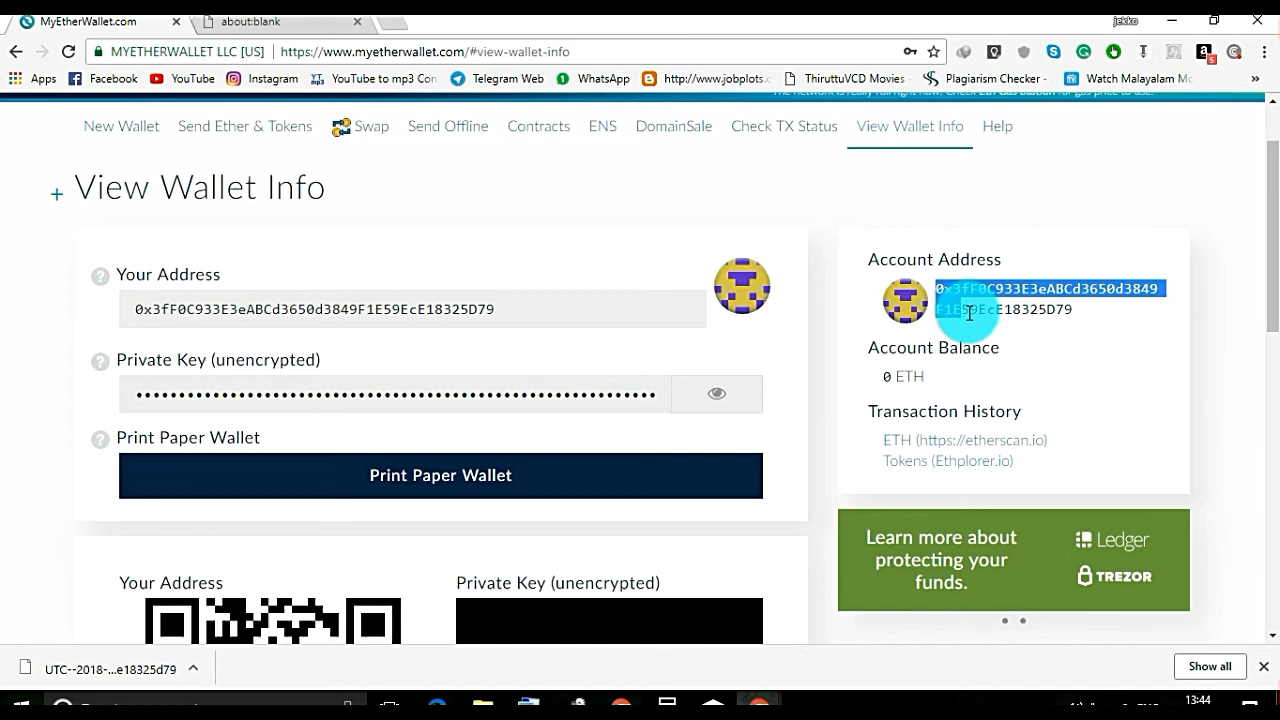 MyEtherWallet.com
about:blank
jekko
MYETHERWALLET LLC [US]
https://www.myetherwallet.com/#view-wallet-info
Apps
Facebook
YouTube
Instagram
YouTube to mp3 Con
Telegram Web
WhatsApp
http://www.jobplots.c
ThiruttuVCD Movies
Plagiarism Checker -
Watch Malayalam Mo
New Wallet
Send Ether & Tokens
Swap
Send Offline
Contracts
ENS
DomainSale
Check TX Status
View Wallet Info
Help
+ View Wallet Info
Your Address
0x3fF0C933E3eABCd3650d3849F1E59EcE18325D79
Private Key (unencrypted)
Print Paper Wallet
Print Paper Wallet
Your Address
Private Key (unencrypted)
Account Address
0x3fF0C933E3eABCd3650d3849
F1E59EcE18325D79
Account Balance
0 ETH
Transaction History
ETH (https://etherscan.io)
Tokens (Ethplorer.io)
Learn more about
protecting your
funds.
Ledger
TREZOR
UTC--2018-...e18325d79
Show all
13:44